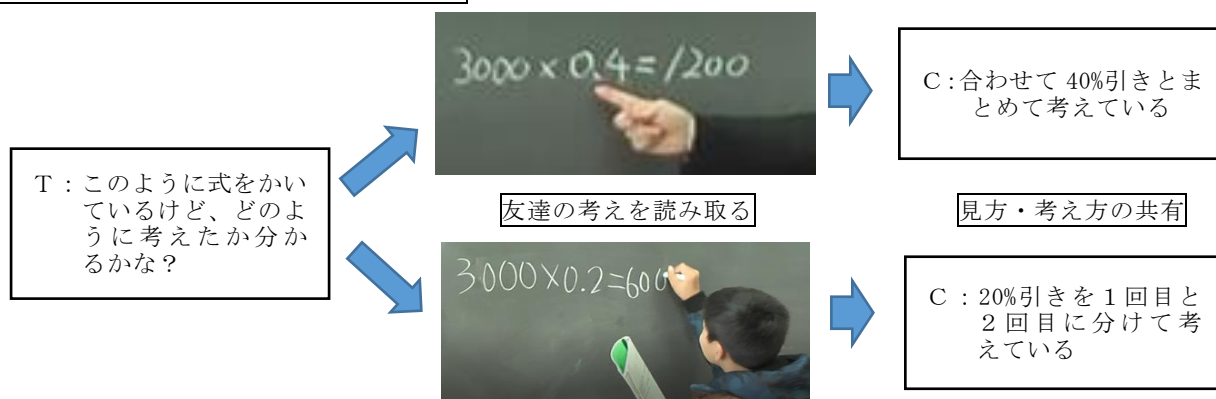 3000×0.4=1200
C：合わせて 40%引きとま
とめて考えている
T：このように式をかい
ているけど、どのよ
うに考えたか分か
るかな？
友達の考えを読み取る
見方・考え方の共有
3000×0.2=600
C：20%引きを１回目と
２回目に分けて考
えている